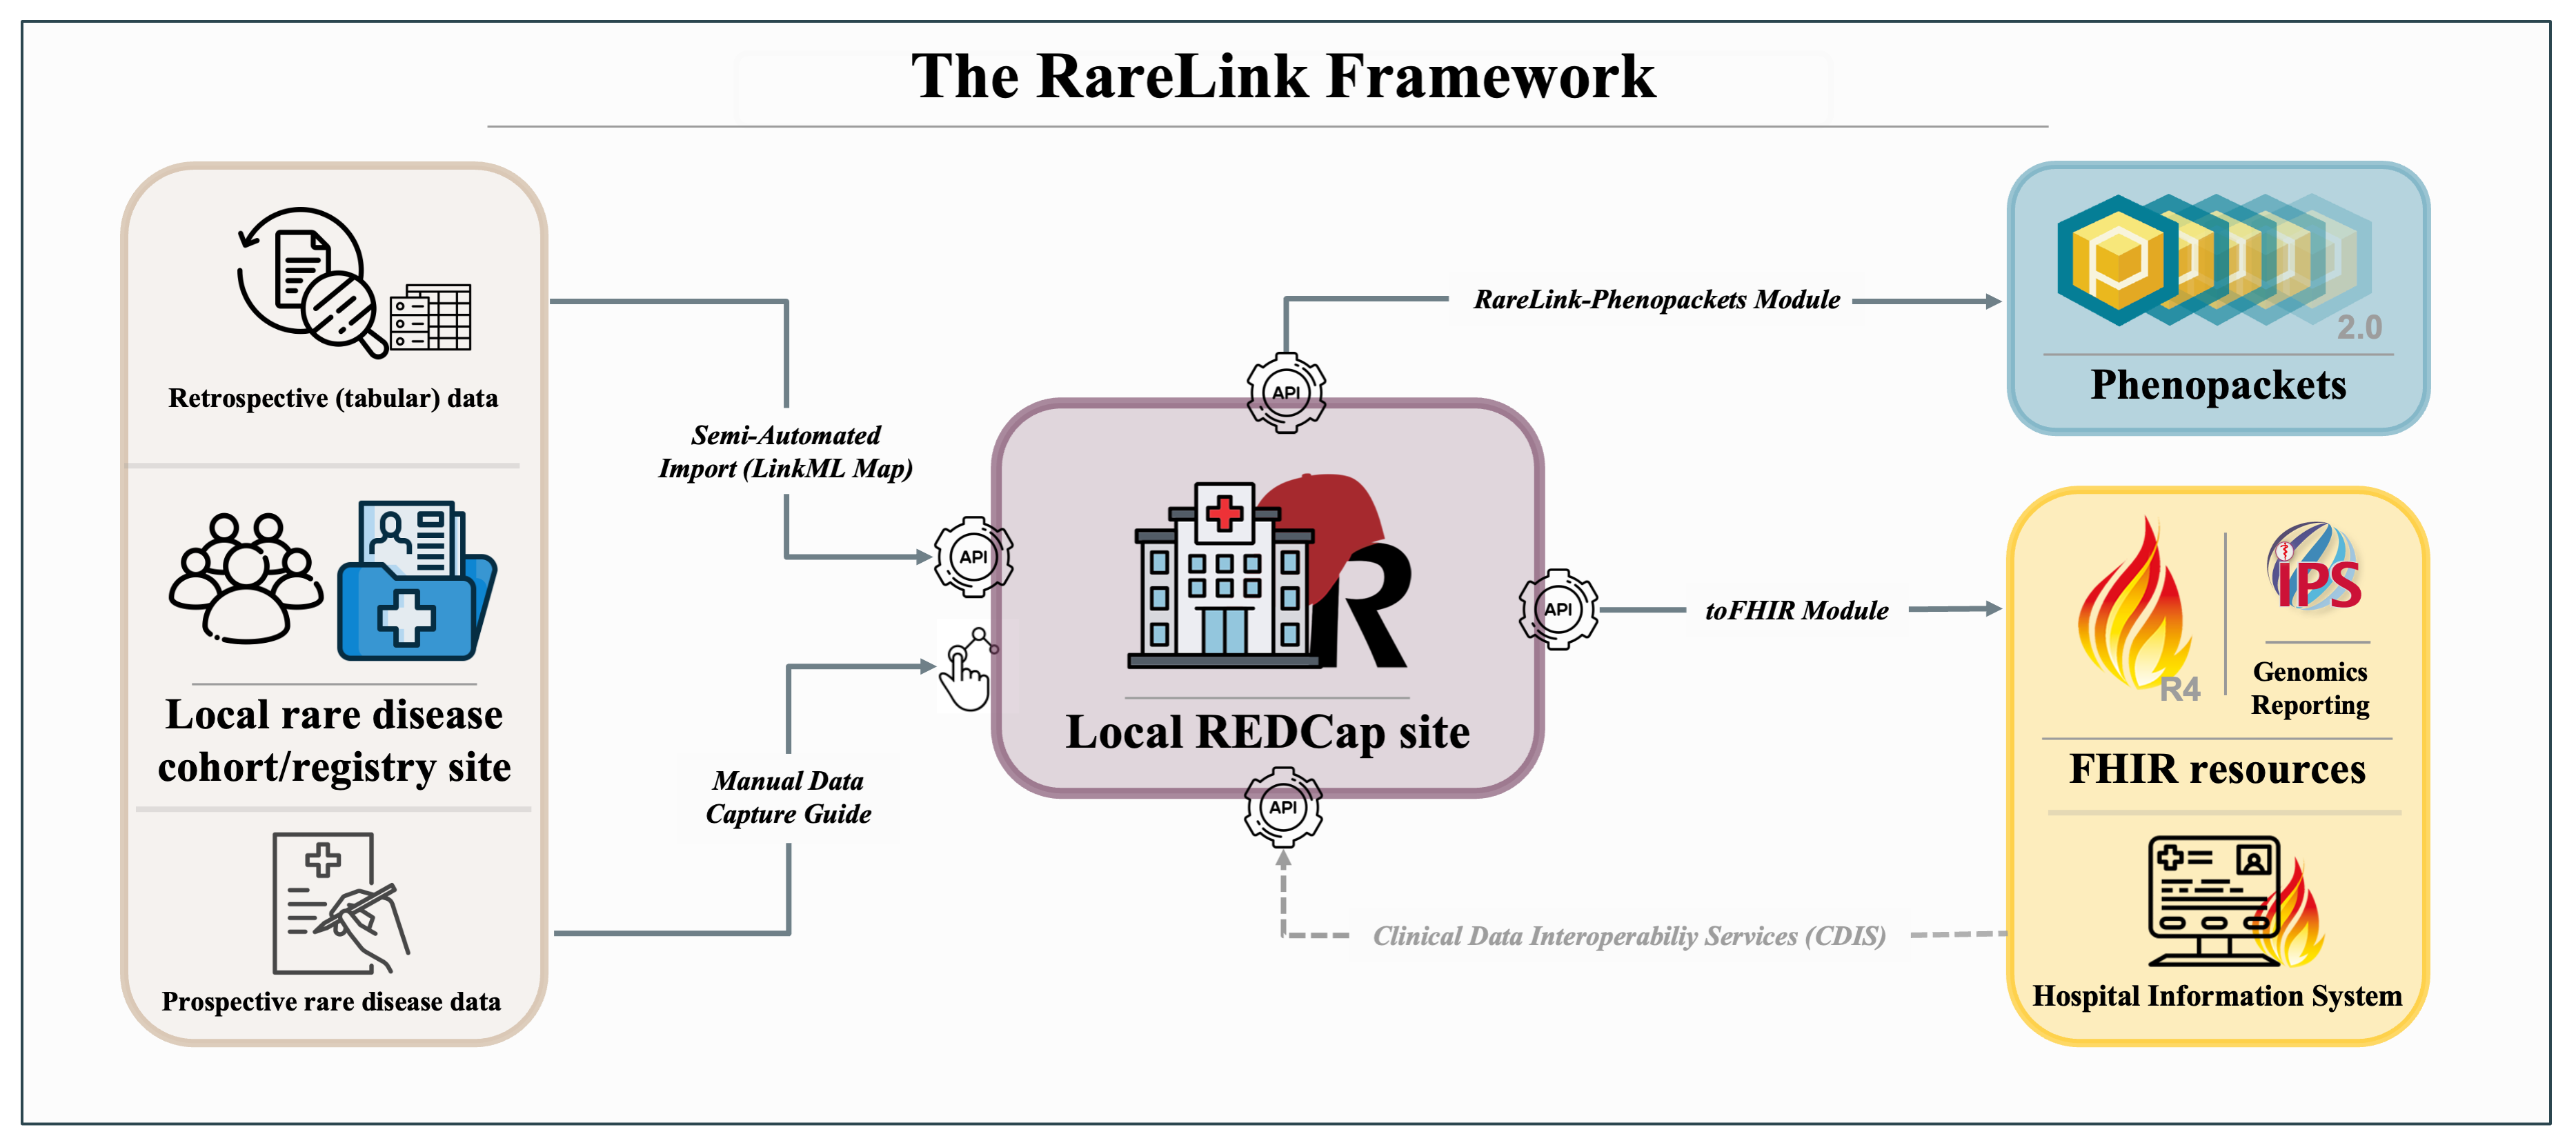 The RareLink Framework
Retrospective (tabular) data
Local rare disease
cohort/registry site
Prospective rare disease data
Semi-Automated
Import (LinkML Map)
API
Manual Data
Capture Guide
API
R
Local REDCap site
API
API
RareLink-Phenopackets Module
toFHIR Module
Clinical Data Interoperabiliy Services (CDIS)
2.0
Phenopackets
R4
IPS
Genomics
Reporting
FHIR resources
Hospital Information System